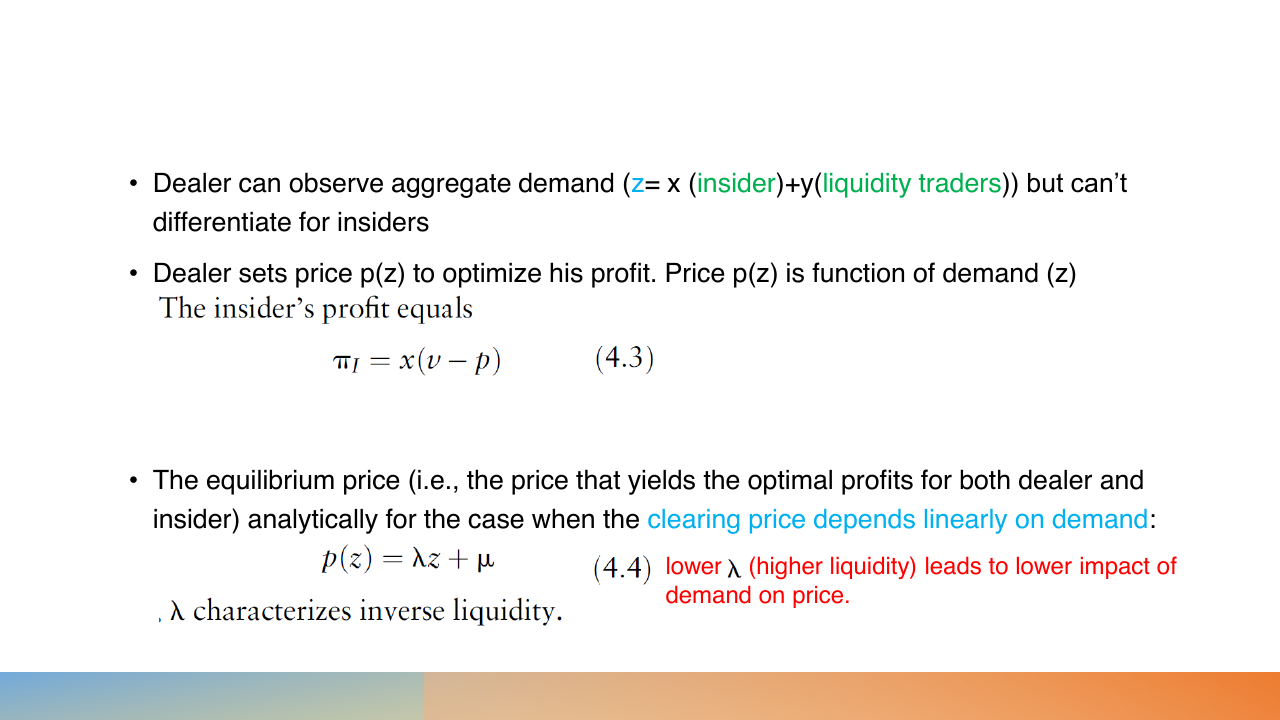 • Dealer can observe aggregate demand (z= x (insider)+y(liquidity traders)) but can’t
differentiate for insiders
• Dealer sets price p(z) to optimize his profit. Price p(z) is function of demand (z)
The insider’s profit equals
π_I = x(ν − p) (4.3)
• The equilibrium price (i.e., the price that yields the optimal profits for both dealer and
insider) analytically for the case when the clearing price depends linearly on demand:
p(z) = λz + μ (4.4) lower λ (higher liquidity) leads to lower impact of
demand on price.
, λ characterizes inverse liquidity.